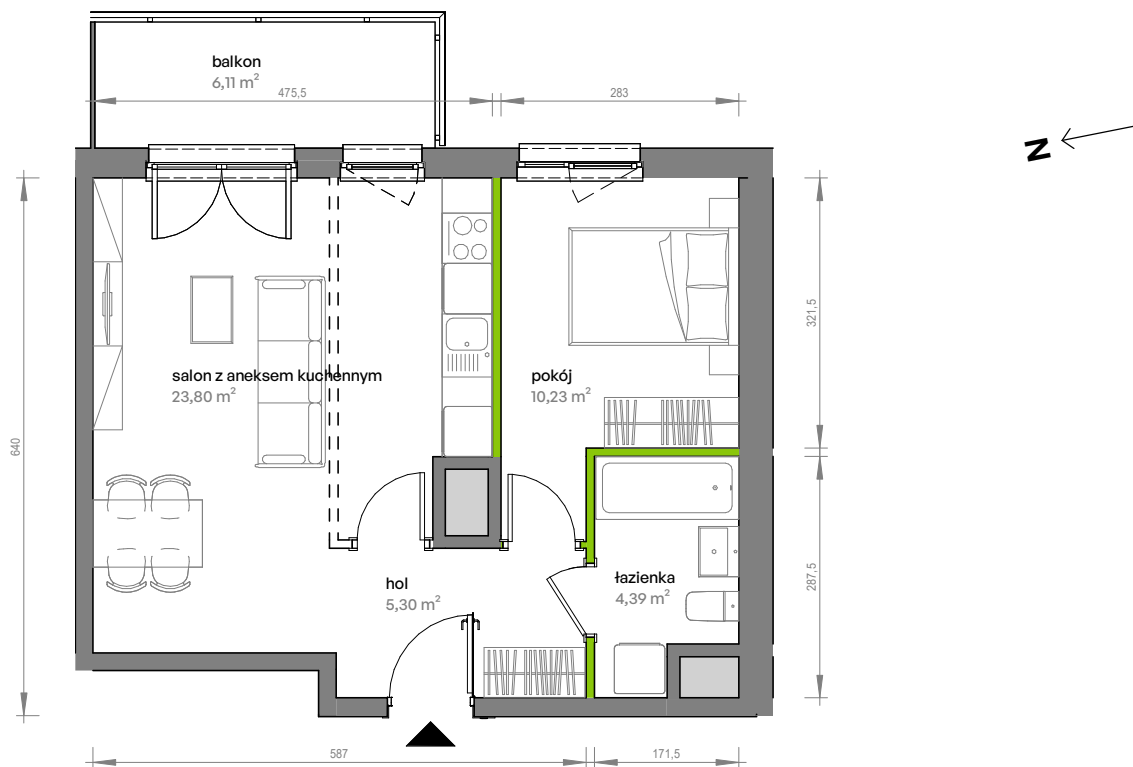 balkon
6,11 m²
475,5
283
N
321,5
salon z aneksem kuchennym
23,80 m²
pokój
10,23 m²
640
hol
5,30 m²
łazienka
4,39 m²
287,5
587
171,5